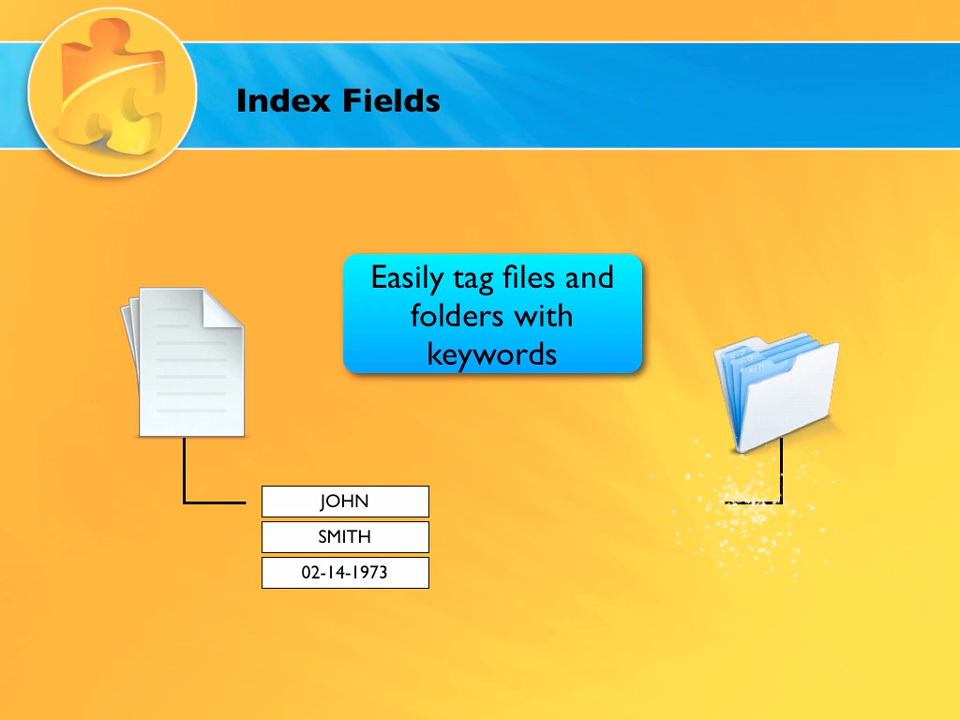 Index Fields
Easily tag files and
folders with
keywords
JOHN
SMITH
02-14-1973